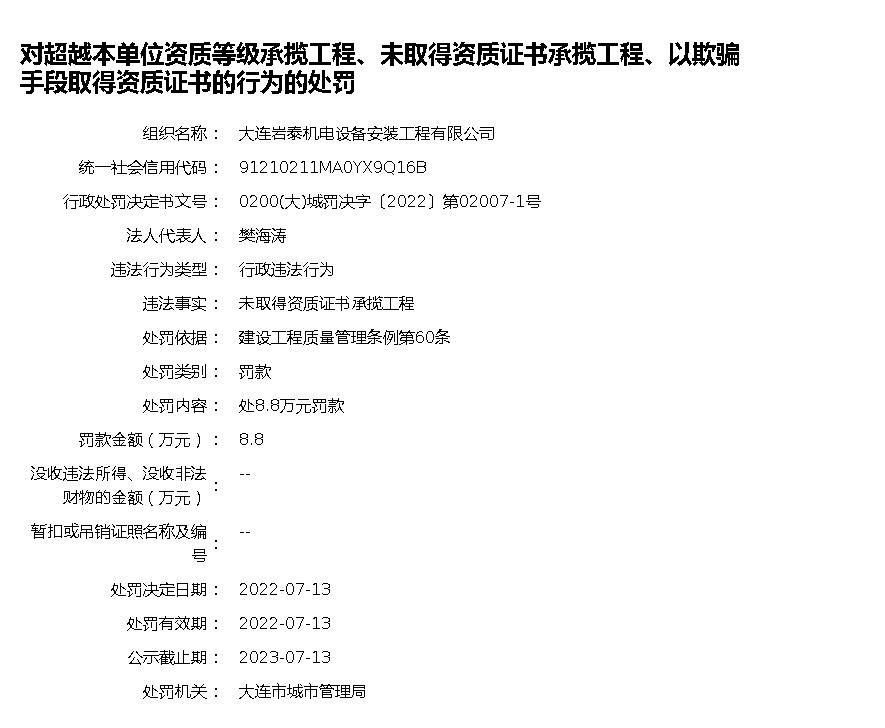 对超越本单位资质等级承揽工程、未取得资质证书承揽工程、以欺骗
手段取得资质证书的行为的处罚
组织名称： 大连岩泰机电设备安装工程有限公司
统一社会信用代码： 91210211MA0YX9Q16B
行政处罚决定书文号： 0200(大)城罚决字〔2022〕第02007-1号
法人代表人： 樊海涛
违法行为类型： 行政违法行为
违法事实： 未取得资质证书承揽工程
处罚依据： 建设工程质量管理条例第60条
处罚类别： 罚款
处罚内容： 处8.8万元罚款
罚款金额（万元）： 8.8
没收违法所得、没收非法
财物的金额（万元）： --
暂扣或吊销证照名称及编
号： --
处罚决定日期： 2022-07-13
处罚有效期： 2022-07-13
公示截止期： 2023-07-13
处罚机关： 大连市城市管理局